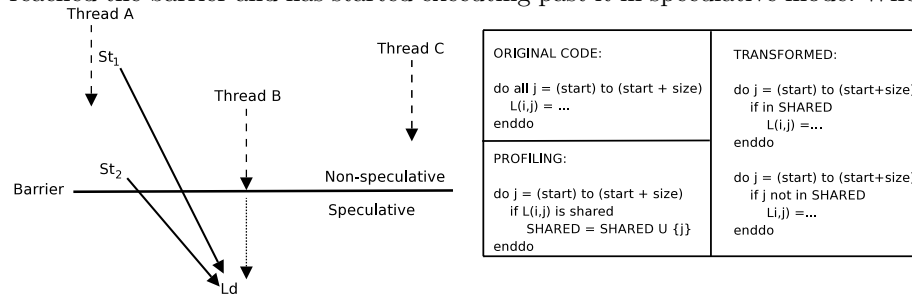 Thread A
St1
Thread C
Thread B
St2
Barrier
Non-speculative
Speculative
Ld
ORIGINAL CODE:
do all j = (start) to (start + size)
L(i,j) = ...
enddo
PROFILING:
do j = (start) to (start + size)
if L(i,j) is shared
SHARED = SHARED U {j}
enddo
TRANSFORMED:
do j = (start) to (start+size)
if in SHARED
L(i,j) =...
enddo
do j = (start) to (start+size)
if j not in SHARED
Li,j) =...
enddo